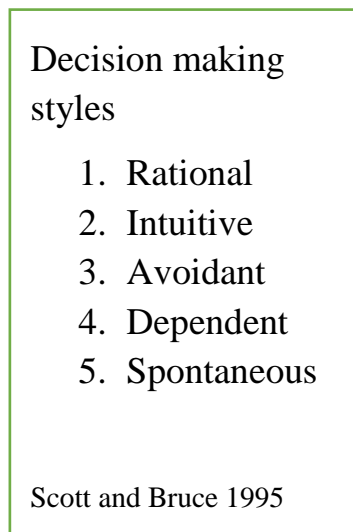 Decision making
styles
1. Rational
2. Intuitive
3. Avoidant
4. Dependent
5. Spontaneous
Scott and Bruce 1995